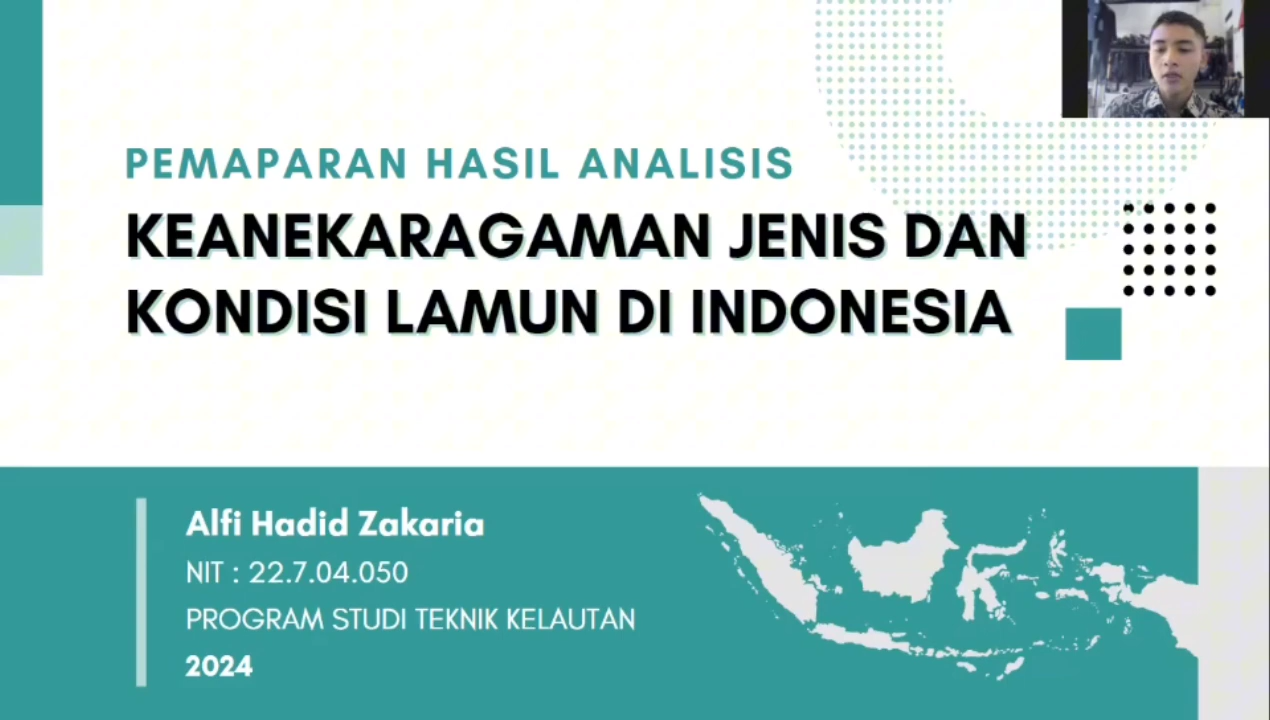 PEMAPARAN HASIL ANALISIS
KEANEKARAGAMAN JENIS DAN
KONDISI LAMUN DI INDONESIA
Alfi Hadid Zakaria
NIT : 22.7.04.050
PROGRAM STUDI TEKNIK KELAUTAN
2024